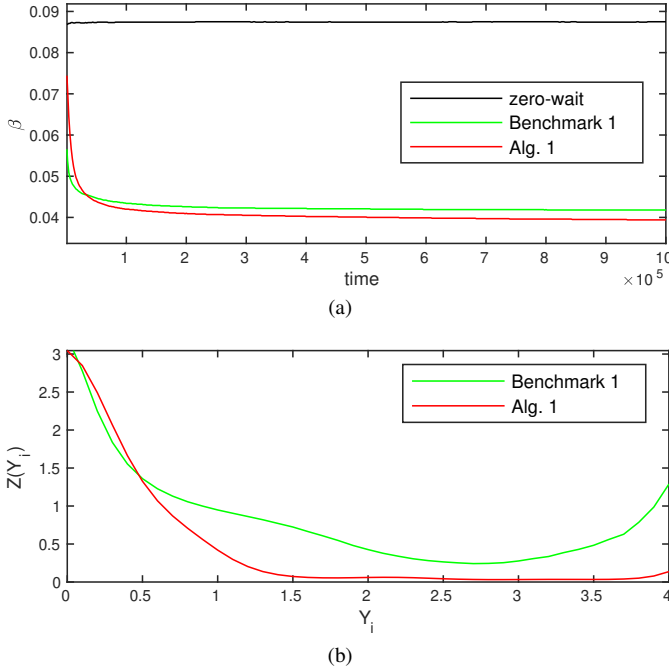 0.09
0.08
0.07
0.06
0.05
0.04
β
zero-wait
Benchmark 1
Alg. 1
1 2 3 4 5 6 7 8 9 10
time
×10^5
(a)
3
2.5
2
1.5
1
0.5
0
Z(Y_i)
Benchmark 1
Alg. 1
0 0.5 1 1.5 2 2.5 3 3.5 4
Y_i
(b)